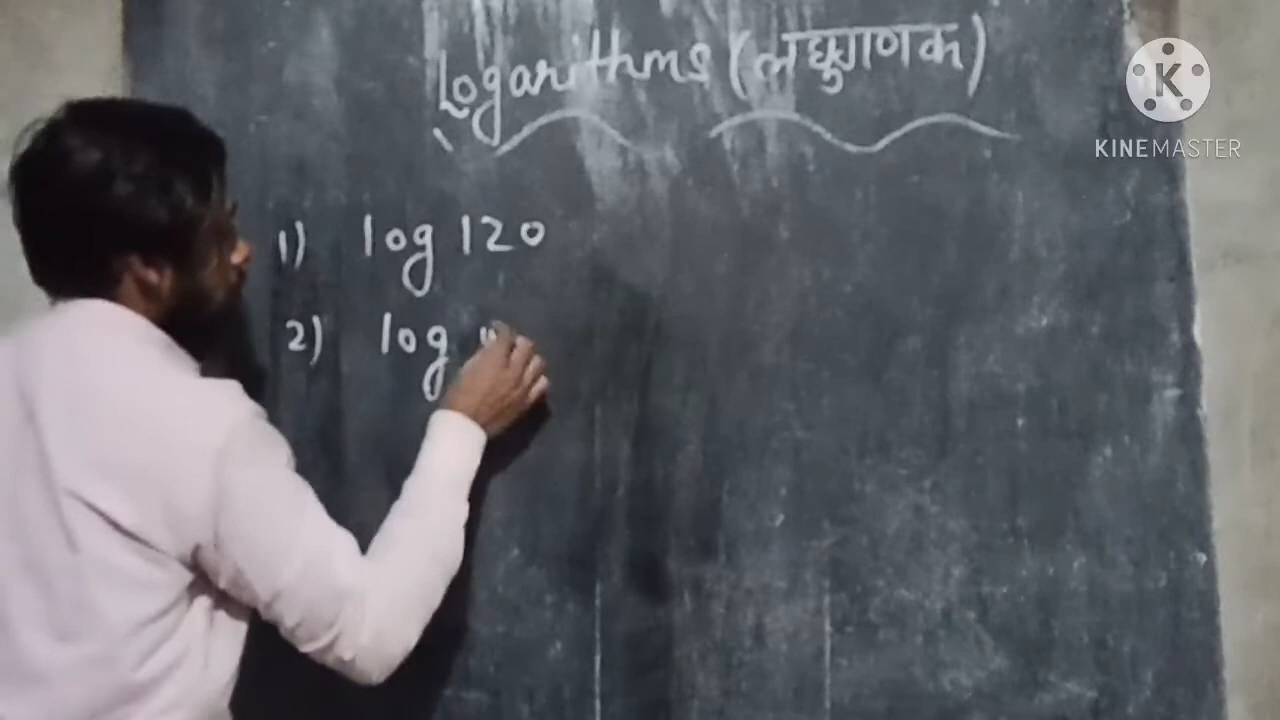 Logarithms (लघुगणक)
K
KINEMASTER
1) log 120
2) log